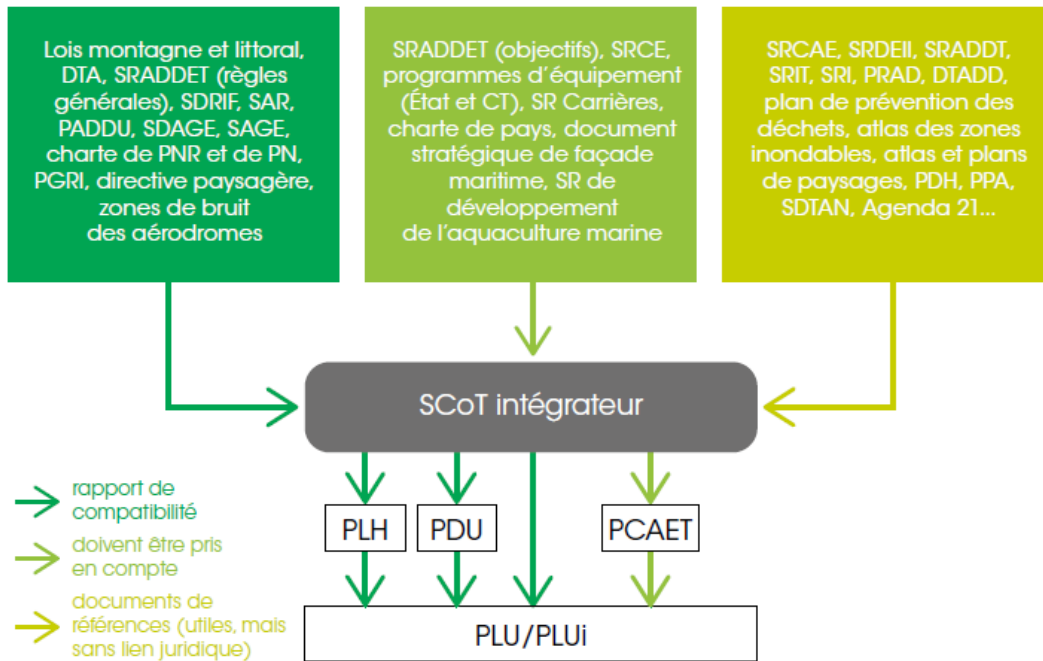 Lois montagne et littoral,
DTA, SRADDET (règles
générales), SDRIF, SAR,
PADDU, SDAGE, SAGE,
charte de PNR et de PN,
PGRI, directive paysagère,
zones de bruit
des aérodromes
SRADDET (objectifs), SRCE,
programmes d'équipement
(État et CT), SR Carrières,
charte de pays, document
stratégique de façade
maritime, SR de
développement
de l'aquaculture marine
SRCAE, SRDEII, SRADDT,
SRIT, SRI, PRAD, DTADD,
plan de prévention des
déchets, atlas des zones
inondables, atlas et plans
de paysages, PDH, PPA,
SDTAN, Agenda 21...
SCoT intégrateur
rapport de
compatibilité
doivent être pris
en compte
documents de
références (utiles, mais
sans lien juridique)
PLH
PDU
PCAET
PLU/PLUi